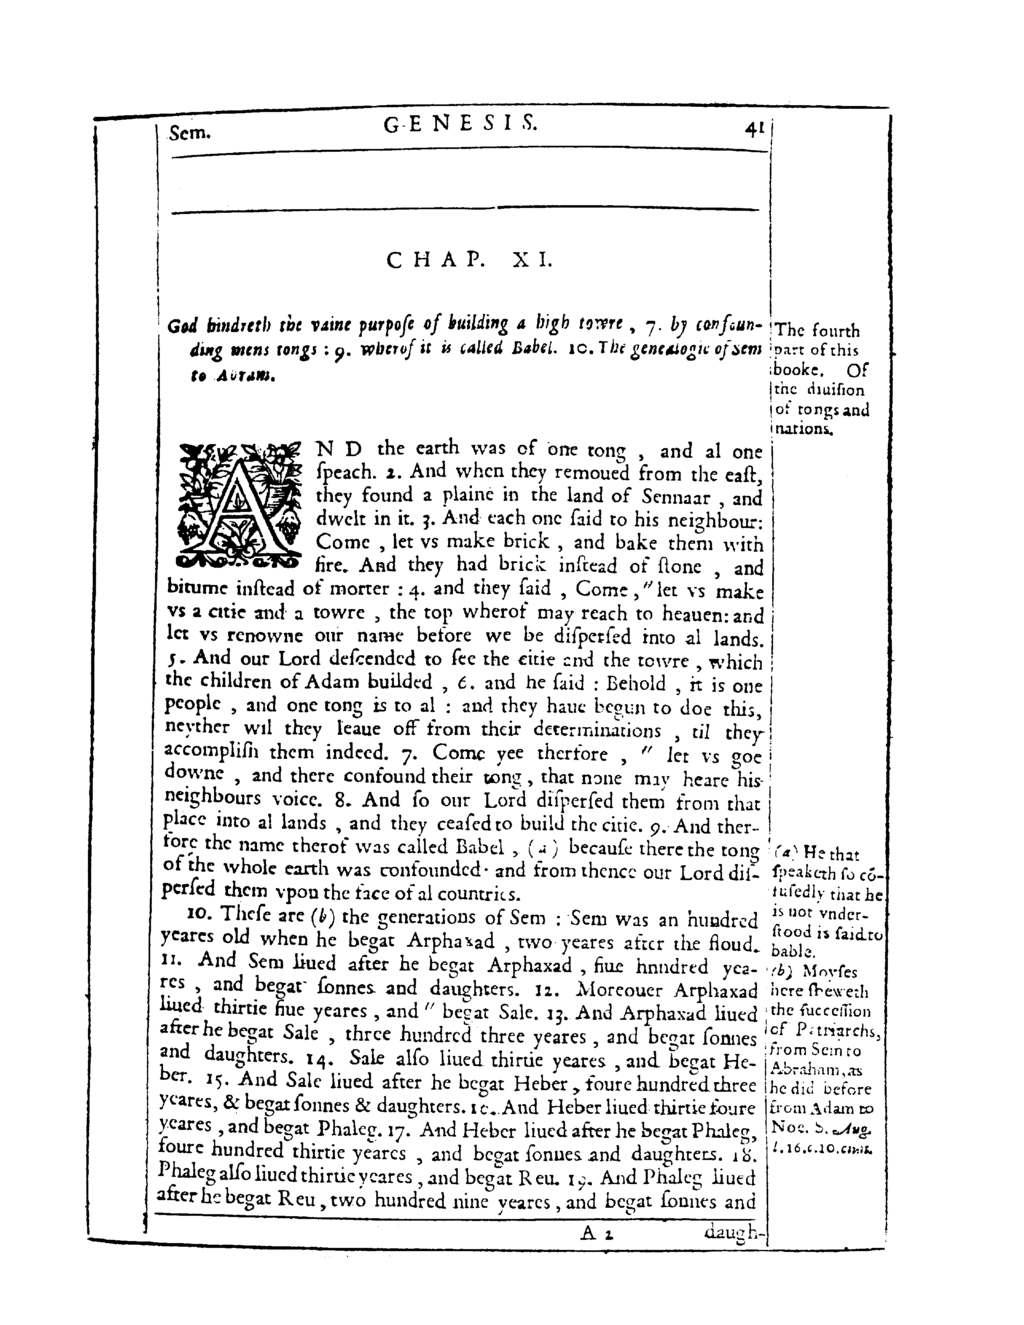 Sem. GENESIS. 41
CHAP. XI.
God hindreth the vaine purpoſe of building a high towre , 7. by confoun-
ding mens tongs : 9. wherof it is called Babel. 10. The genealogie of Sem
to Abram.
The fourth
part of this
booke. Of
the diuiſion
of tongs and
nations.
AND the earth was of one tong , and al one
ſpeach. 2. And when they remoued from the eaſt,
they found a plaine in the land of Sennaar , and
dwelt in it. 3. And each one ſaid to his neighbour:
Come , let vs make brick , and bake them with
fire. And they had brick inſtead of ſtone , and
bitume inſtead of morter : 4. and they ſaid , Come ," let vs make
vs a citie and a towre , the top wherof may reach to heauen: and
let vs renowne our name before we be diſperſed into al lands.
5. And our Lord deſcended to ſee the citie and the towre , which
the children of Adam builded , 6. and he ſaid : Behold , it is one
people , and one tong is to al : and they haue begun to doe this,
neyther wil they leaue off from their determinations , til they
accompliſh them indeed. 7. Come yee therfore , " let vs goe
downe , and there confound their tong , that none may heare his
neighbours voice. 8. And ſo our Lord diſperſed them from that
place into al lands , and they ceaſed to build the citie. 9. And ther-
fore the name therof was called Babel , (a) becauſe there the tong
of the whole earth was confounded: and from thence our Lord diſ-
perſed them vpon the face of al countries.
(a) He that
ſpeaketh ſo cõ-
fuſedly that he
is not vnder-
ſtood is ſaid to
bable.
10. Theſe are (b) the generations of Sem : Sem was an hundred
yeares old when he begat Arphaxad , two yeares after the floud.
11. And Sem liued after he begat Arphaxad , fiue hnndred yea-
res , and begat ſonnes and daughters. 12. Moreouer Arphaxad
liued thirtie fiue yeares , and " begat Sale. 13. And Arphaxad liued
after he begat Sale , three hundred three yeares , and begat ſonnes
and daughters. 14. Sale alſo liued thirtie yeares , and begat He-
ber. 15. And Sale liued after he begat Heber , foure hundred three
yeares, & begat ſonnes & daughters. 16. And Heber liued thirtie foure
yeares , and begat Phaleg. 17. And Heber liued after he begat Phaleg,
foure hundred thirtie yeares , and begat ſonnes and daughters. 18.
Phaleg alſo liued thirtie yeares , and begat Reu. 19. And Phaleg liued
after he begat Reu , two hundred nine yeares , and begat ſonnes and
(b) Moyſes
here ſheweth
the ſucceſſion
of Patriarchs,
from Sem to
Abraham, as
he did before
from Adam to
Noe. S. Aug.
l. 16. c. 10. ciuit.
A 2 daugh-